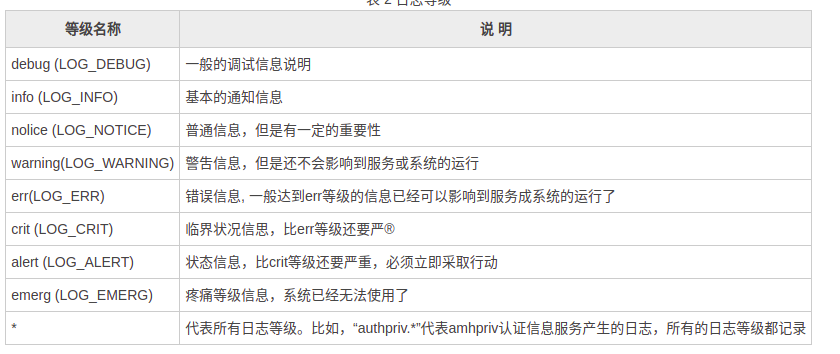 表 2 日志等级
等级名称 说 明
debug (LOG_DEBUG) 一般的调试信息说明
info (LOG_INFO) 基本的通知信息
nolice (LOG_NOTICE) 普通信息，但是有一定的重要性
warning(LOG_WARNING) 警吿信息，但是还不会影响到服务或系统的运行
err(LOG_ERR) 错误信息, 一般达到err等级的信息已经可以影响到服务成系统的运行了
crit (LOG_CRIT) 临界状况信思，比err等级还要严®
alert (LOG_ALERT) 状态信息，比crit等级还要严重，必须立即采取行动
emerg (LOG_EMERG) 疼痛等级信息，系统已经无法使用了
* 代表所有日志等级。比如，“authpriv.*”代表amhpriv认证信息服务产生的日志，所有的日志等级都记录